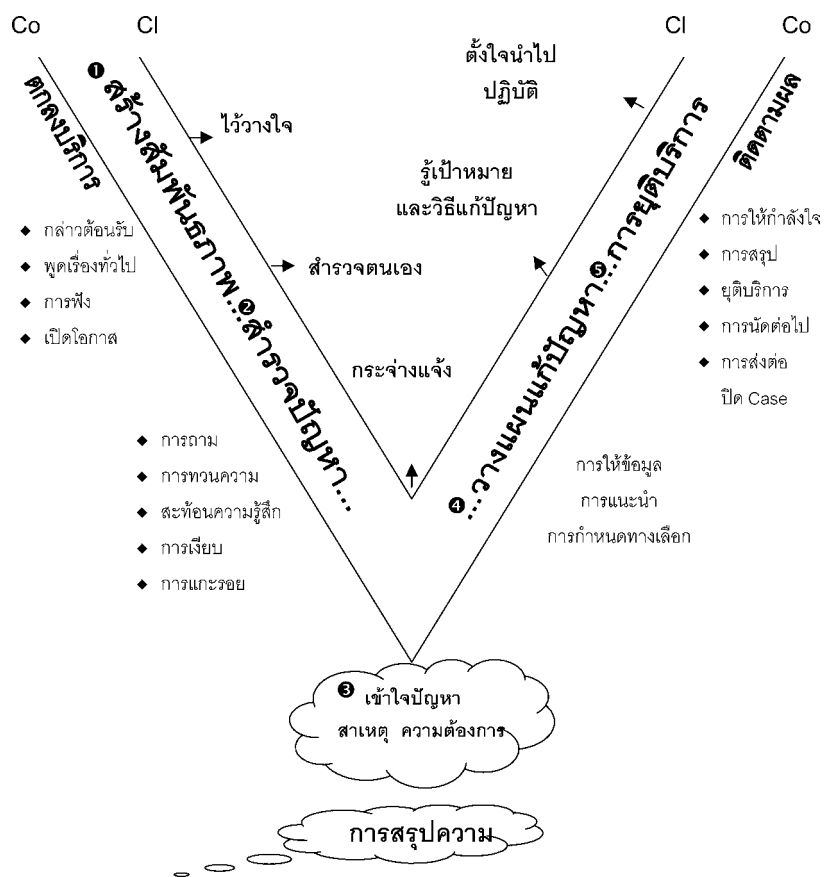 Co
Cl
Cl
Co
ตกลงบริการ
❶ สร้างสัมพันธภาพ...❷สำรวจปัญหา...
ไว้วางใจ
สำรวจตนเอง
กระจ่างแจ้ง
◆ กล่าวต้อนรับ
◆ พูดเรื่องทั่วไป
◆ การฟัง
◆ เปิดโอกาส
◆ การถาม
◆ การทวนความ
◆ สะท้อนความรู้สึก
◆ การเงียบ
◆ การแกะรอย
❸ เข้าใจปัญหา
สาเหตุ ความต้องการ
การสรุปความ
❹...วางแผนแก้ปัญหา...❺การยุติบริการ
รู้เป้าหมาย
และวิธีแก้ปัญหา
ตั้งใจนำไป
ปฏิบัติ
ติดตามผล
◆ การให้กำลังใจ
◆ การสรุป
◆ ยุติบริการ
◆ การนัดต่อไป
◆ การส่งต่อ
ปิด Case
การให้ข้อมูล
การแนะนำ
การกำหนดทางเลือก